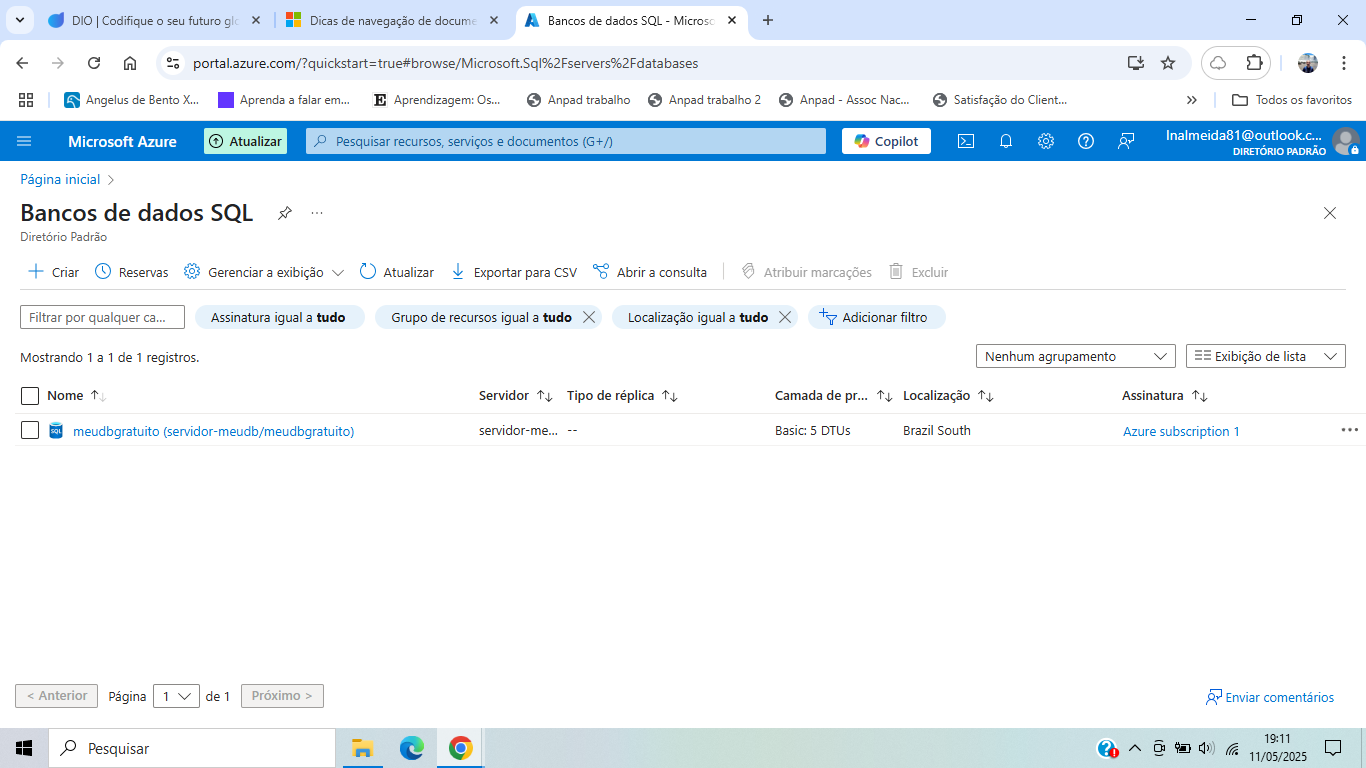 DIO | Codifique o seu futuro glo
Dicas de navegação de docume
Bancos de dados SQL - Microso
portal.azure.com/?quickstart=true#browse/Microsoft.Sql%2Fservers%2Fdatabases
Angelus de Bento X...
Aprenda a falar em...
Aprendizagem: Os...
Anpad trabalho
Anpad trabalho 2
Anpad - Assoc Nac...
Satisfação do Client...
Todos os favoritos
Microsoft Azure
Atualizar
Pesquisar recursos, serviços e documentos (G+/)
Copilot
lnalmeida81@outlook.c...
DIRETÓRIO PADRÃO
Página inicial
Bancos de dados SQL
Diretório Padrão
Criar
Reservas
Gerenciar a exibição
Atualizar
Exportar para CSV
Abrir a consulta
Atribuir marcações
Excluir
Filtrar por qualquer ca...
Assinatura igual a tudo
Grupo de recursos igual a tudo
Localização igual a tudo
Adicionar filtro
Mostrando 1 a 1 de 1 registros.
Nenhum agrupamento
Exibição de lista
Nome
Servidor
Tipo de réplica
Camada de pr...
Localização
Assinatura
SQL
meudbgratuito (servidor-meudb/meudbgratuito)
servidor-me...
--
Basic: 5 DTUs
Brazil South
Azure subscription 1
< Anterior
Página
1
de 1
Próximo >
Enviar comentários
Pesquisar
19:11
11/05/2025